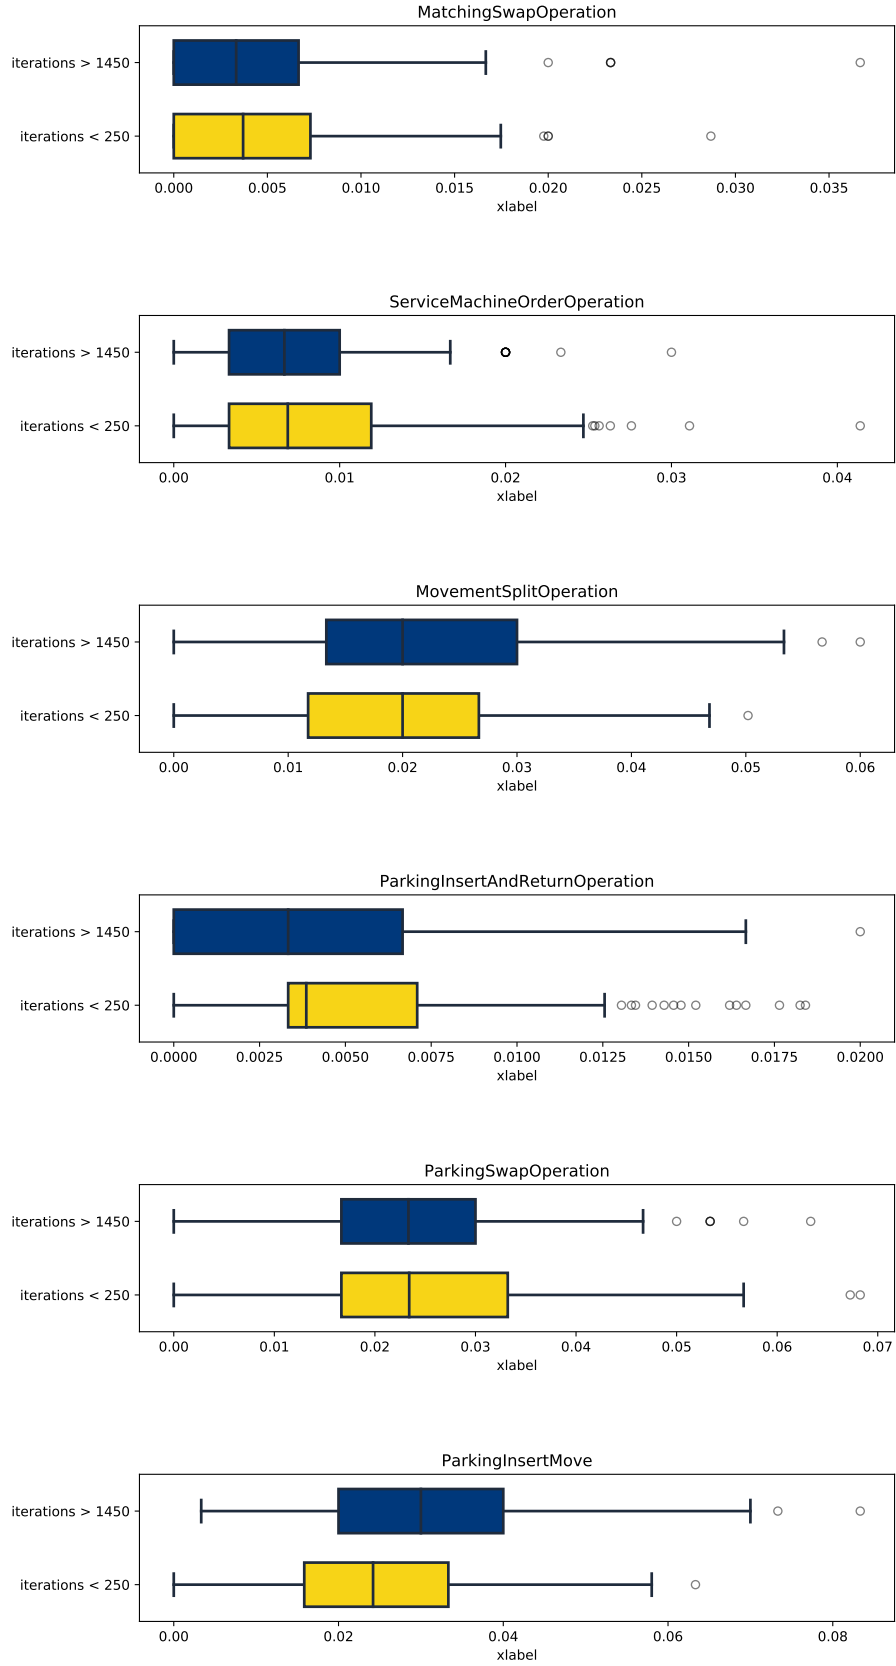 MatchingSwapOperation
iterations > 1450
iterations < 250
0.000 0.005 0.010 0.015 0.020 0.025 0.030 0.035
xlabel
ServiceMachineOrderOperation
iterations > 1450
iterations < 250
0.00 0.01 0.02 0.03 0.04
xlabel
MovementSplitOperation
iterations > 1450
iterations < 250
0.00 0.01 0.02 0.03 0.04 0.05 0.06
xlabel
ParkingInsertAndReturnOperation
iterations > 1450
iterations < 250
0.0000 0.0025 0.0050 0.0075 0.0100 0.0125 0.0150 0.0175 0.0200
xlabel
ParkingSwapOperation
iterations > 1450
iterations < 250
0.00 0.01 0.02 0.03 0.04 0.05 0.06 0.07
xlabel
ParkingInsertMove
iterations > 1450
iterations < 250
0.00 0.02 0.04 0.06 0.08
xlabel